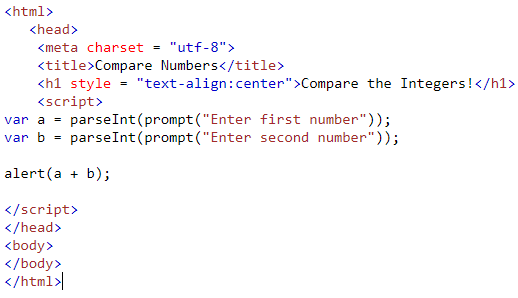 <html>
<head>
<meta charset = "utf-8">
<title>Compare Numbers</title>
<h1 style = "text-align:center">Compare the Integers!</h1>
<script>
var a = parseInt(prompt("Enter first number"));
var b = parseInt(prompt("Enter second number"));
alert(a + b);
</script>
</head>
<body>
</body>
</html>